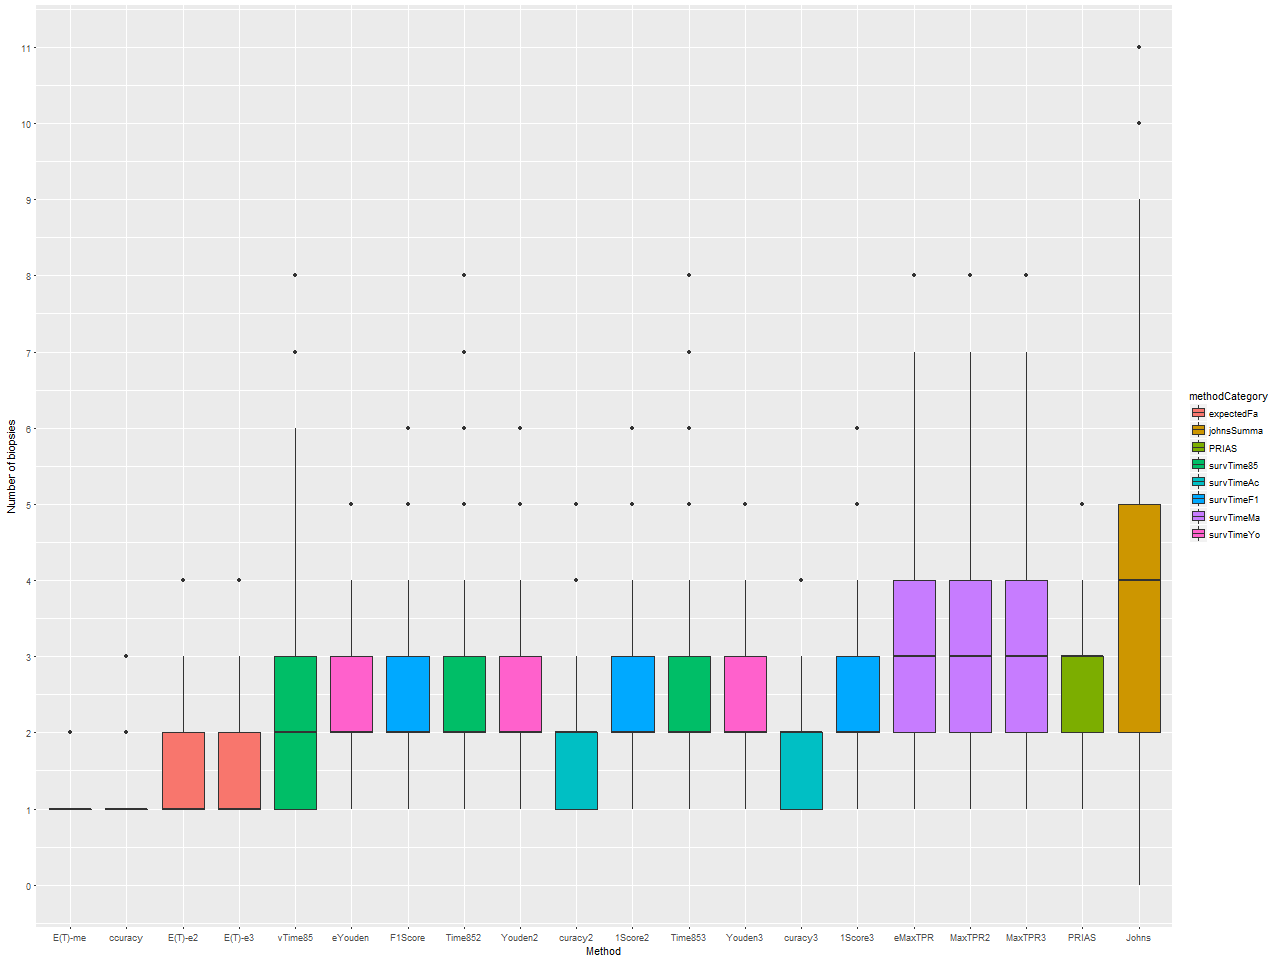 11
10
9
8
7
6
5
4
3
2
1
0
Number of biopsies
E(T)-me ccuracy E(T)-e2 E(T)-e3 vTime85 eYouden F1Score Time852 Youden2 curacy2 1Score2 Time853 Youden3 curacy3 1Score3 eMaxTPR MaxTPR2 MaxTPR3 PRIAS Johns
Method
methodCategory
expectedFa
johnsSumma
PRIAS
survTime85
survTimeAc
survTimeF1
survTimeMa
survTimeYo